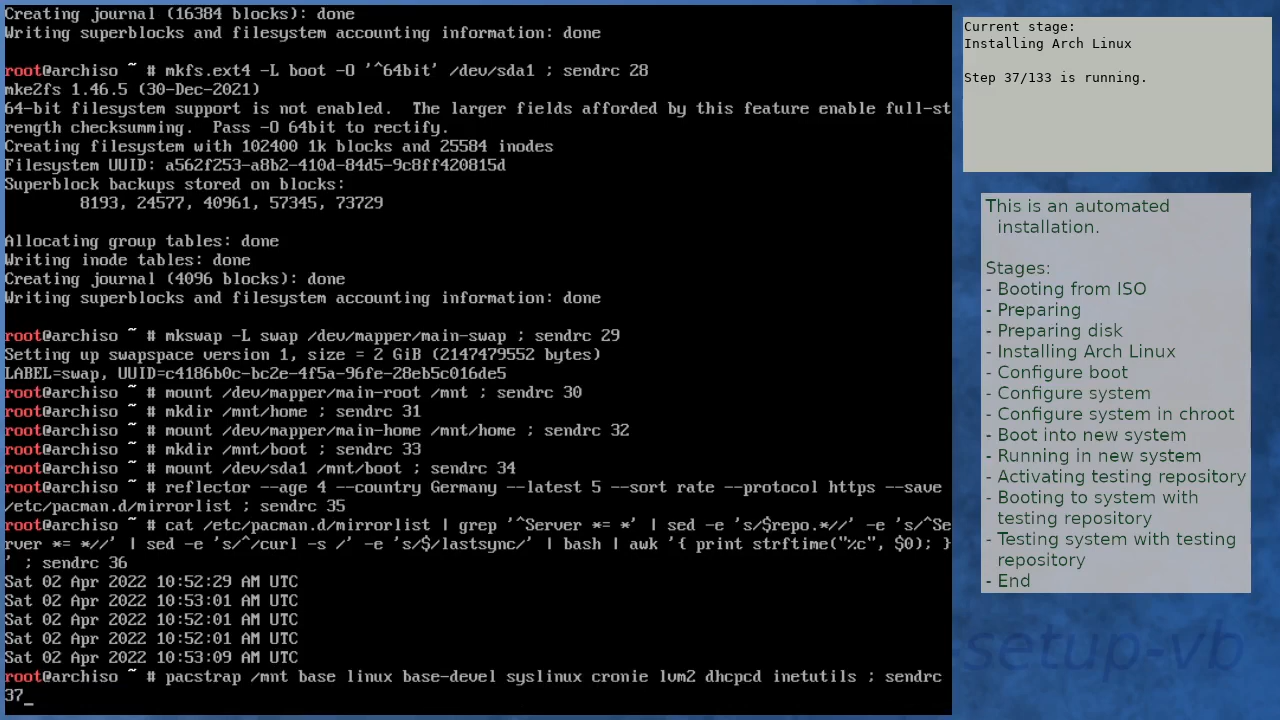 Creating journal (16384 blocks): done
Writing superblocks and filesystem accounting information: done
root@archiso ~ # mkfs.ext4 -L boot -O '^64bit' /dev/sda1 ; sendrc 28
mke2fs 1.46.5 (30-Dec-2021)
64-bit filesystem support is not enabled.  The larger fields afforded by this feature enable full-st
rength checksumming.  Pass -O 64bit to rectify.
Creating filesystem with 102400 1k blocks and 25584 inodes
Filesystem UUID: a562f253-a8b2-410d-84d5-9c8ff420815d
Superblock backups stored on blocks:
        8193, 24577, 40961, 57345, 73729
Allocating group tables: done
Writing inode tables: done
Creating journal (4096 blocks): done
Writing superblocks and filesystem accounting information: done
root@archiso ~ # mkswap -L swap /dev/mapper/main-swap ; sendrc 29
Setting up swapspace version 1, size = 2 GiB (2147479552 bytes)
LABEL=swap, UUID=c4186b0c-bc2e-4f5a-96fe-28eb5c016de5
root@archiso ~ # mount /dev/mapper/main-root /mnt ; sendrc 30
root@archiso ~ # mkdir /mnt/home ; sendrc 31
root@archiso ~ # mount /dev/mapper/main-home /mnt/home ; sendrc 32
root@archiso ~ # mkdir /mnt/boot ; sendrc 33
root@archiso ~ # mount /dev/sda1 /mnt/boot ; sendrc 34
root@archiso ~ # reflector --age 4 --country Germany --latest 5 --sort rate --protocol https --save
/etc/pacman.d/mirrorlist ; sendrc 35
root@archiso ~ # cat /etc/pacman.d/mirrorlist | grep '^Server *= *' | sed -e 's/$repo.*//' -e 's/^Se
rver *= *//' | sed -e 's/^/curl -s /' -e 's/$/lastsync/' | bash | awk '{ print strftime("%c", $0); }
' ; sendrc 36
Sat 02 Apr 2022 10:52:29 AM UTC
Sat 02 Apr 2022 10:53:01 AM UTC
Sat 02 Apr 2022 10:52:01 AM UTC
Sat 02 Apr 2022 10:52:01 AM UTC
Sat 02 Apr 2022 10:53:09 AM UTC
root@archiso ~ # pacstrap /mnt base linux base-devel syslinux cronie lvm2 dhcpcd inetutils ; sendrc
37_
Current stage:
Installing Arch Linux
Step 37/133 is running.
This is an automated
installation.
Stages:
- Booting from ISO
- Preparing
- Preparing disk
- Installing Arch Linux
- Configure boot
- Configure system
- Configure system in chroot
- Boot into new system
- Running in new system
- Activating testing repository
- Booting to system with
testing repository
- Testing system with testing
repository
- End
setup-vb